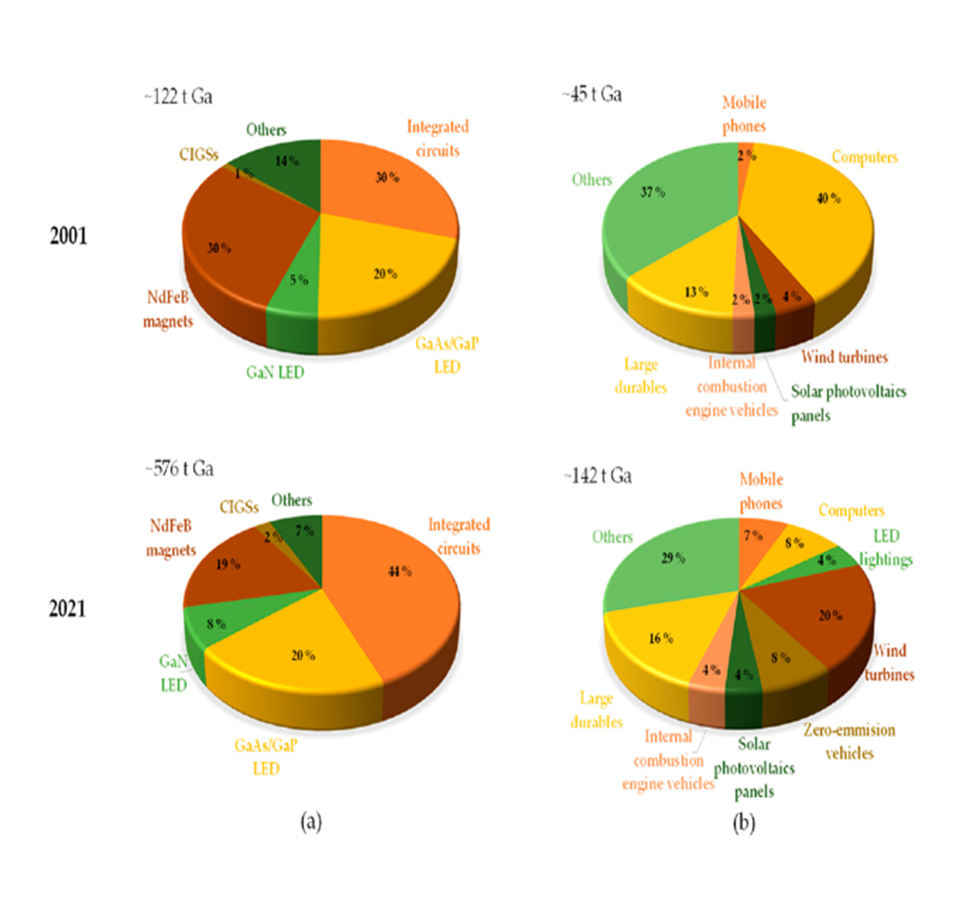 ~122 t Ga
Others
CIGSs
Integrated
circuits
14%
1%
30%
2001
30%
20%
5%
NdFeB
magnets
GaN LED
GaAs/GaP
LED
~45 t Ga
Mobile
phones
Others
Computers
2%
37%
40%
13%
2%
2%
4%
Large
durables
Internal
combustion
engine vehicles
Wind turbines
Solar photovoltaics
panels
~576 t Ga
CIGSs
Others
NdFeB
magnets
Integrated
circuits
7%
2%
19%
44%
2021
8%
20%
GaN
LED
GaAs/GaP
LED
(a)
~142 t Ga
Mobile
phones
Computers
Others
LED
lightings
7%
8%
29%
4%
20%
16%
8%
4%
4%
Wind
turbines
Large
durables
Internal
combustion
engine vehicles
Solar
photovoltaics
panels
Zero-emmision
vehicles
(b)